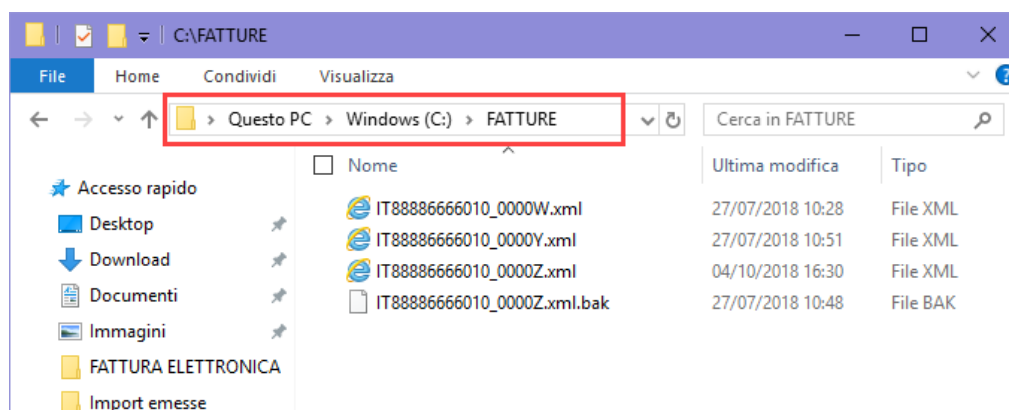 C:\FATTURE
File Home Condividi Visualizza
Questo PC > Windows (C:) > FATTURE Cerca in FATTURE
Nome Ultima modifica Tipo
Accesso rapido
Desktop
Download
Documenti
Immagini
FATTURA ELETTRONICA
Import emesse
IT88886666010_0000W.xml 27/07/2018 10:28 File XML
IT88886666010_0000Y.xml 27/07/2018 10:51 File XML
IT88886666010_0000Z.xml 04/10/2018 16:30 File XML
IT88886666010_0000Z.xml.bak 27/07/2018 10:48 File BAK